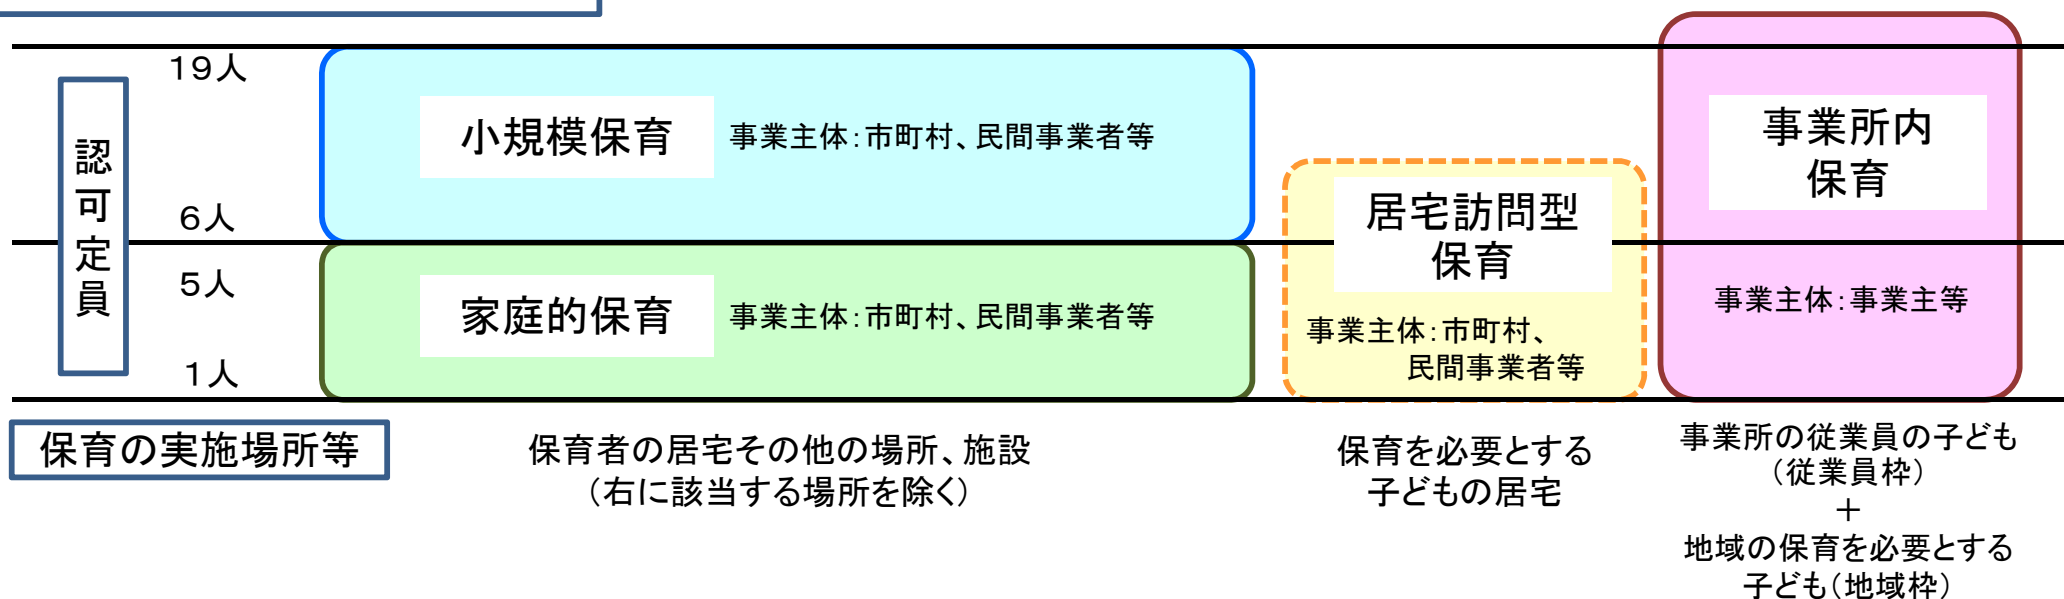 認可定員
19人
6人
5人
1人
小規模保育
事業主体:市町村、民間事業者等
家庭的保育
事業主体:市町村、民間事業者等
居宅訪問型
保育
事業主体:市町村、
民間事業者等
事業所内
保育
事業主体:事業主等
保育の実施場所等
保育者の居宅その他の場所、施設
(右に該当する場所を除く)
保育を必要とする
子どもの居宅
事業所の従業員の子ども
(従業員枠)
+
地域の保育を必要とする
子ども(地域枠)